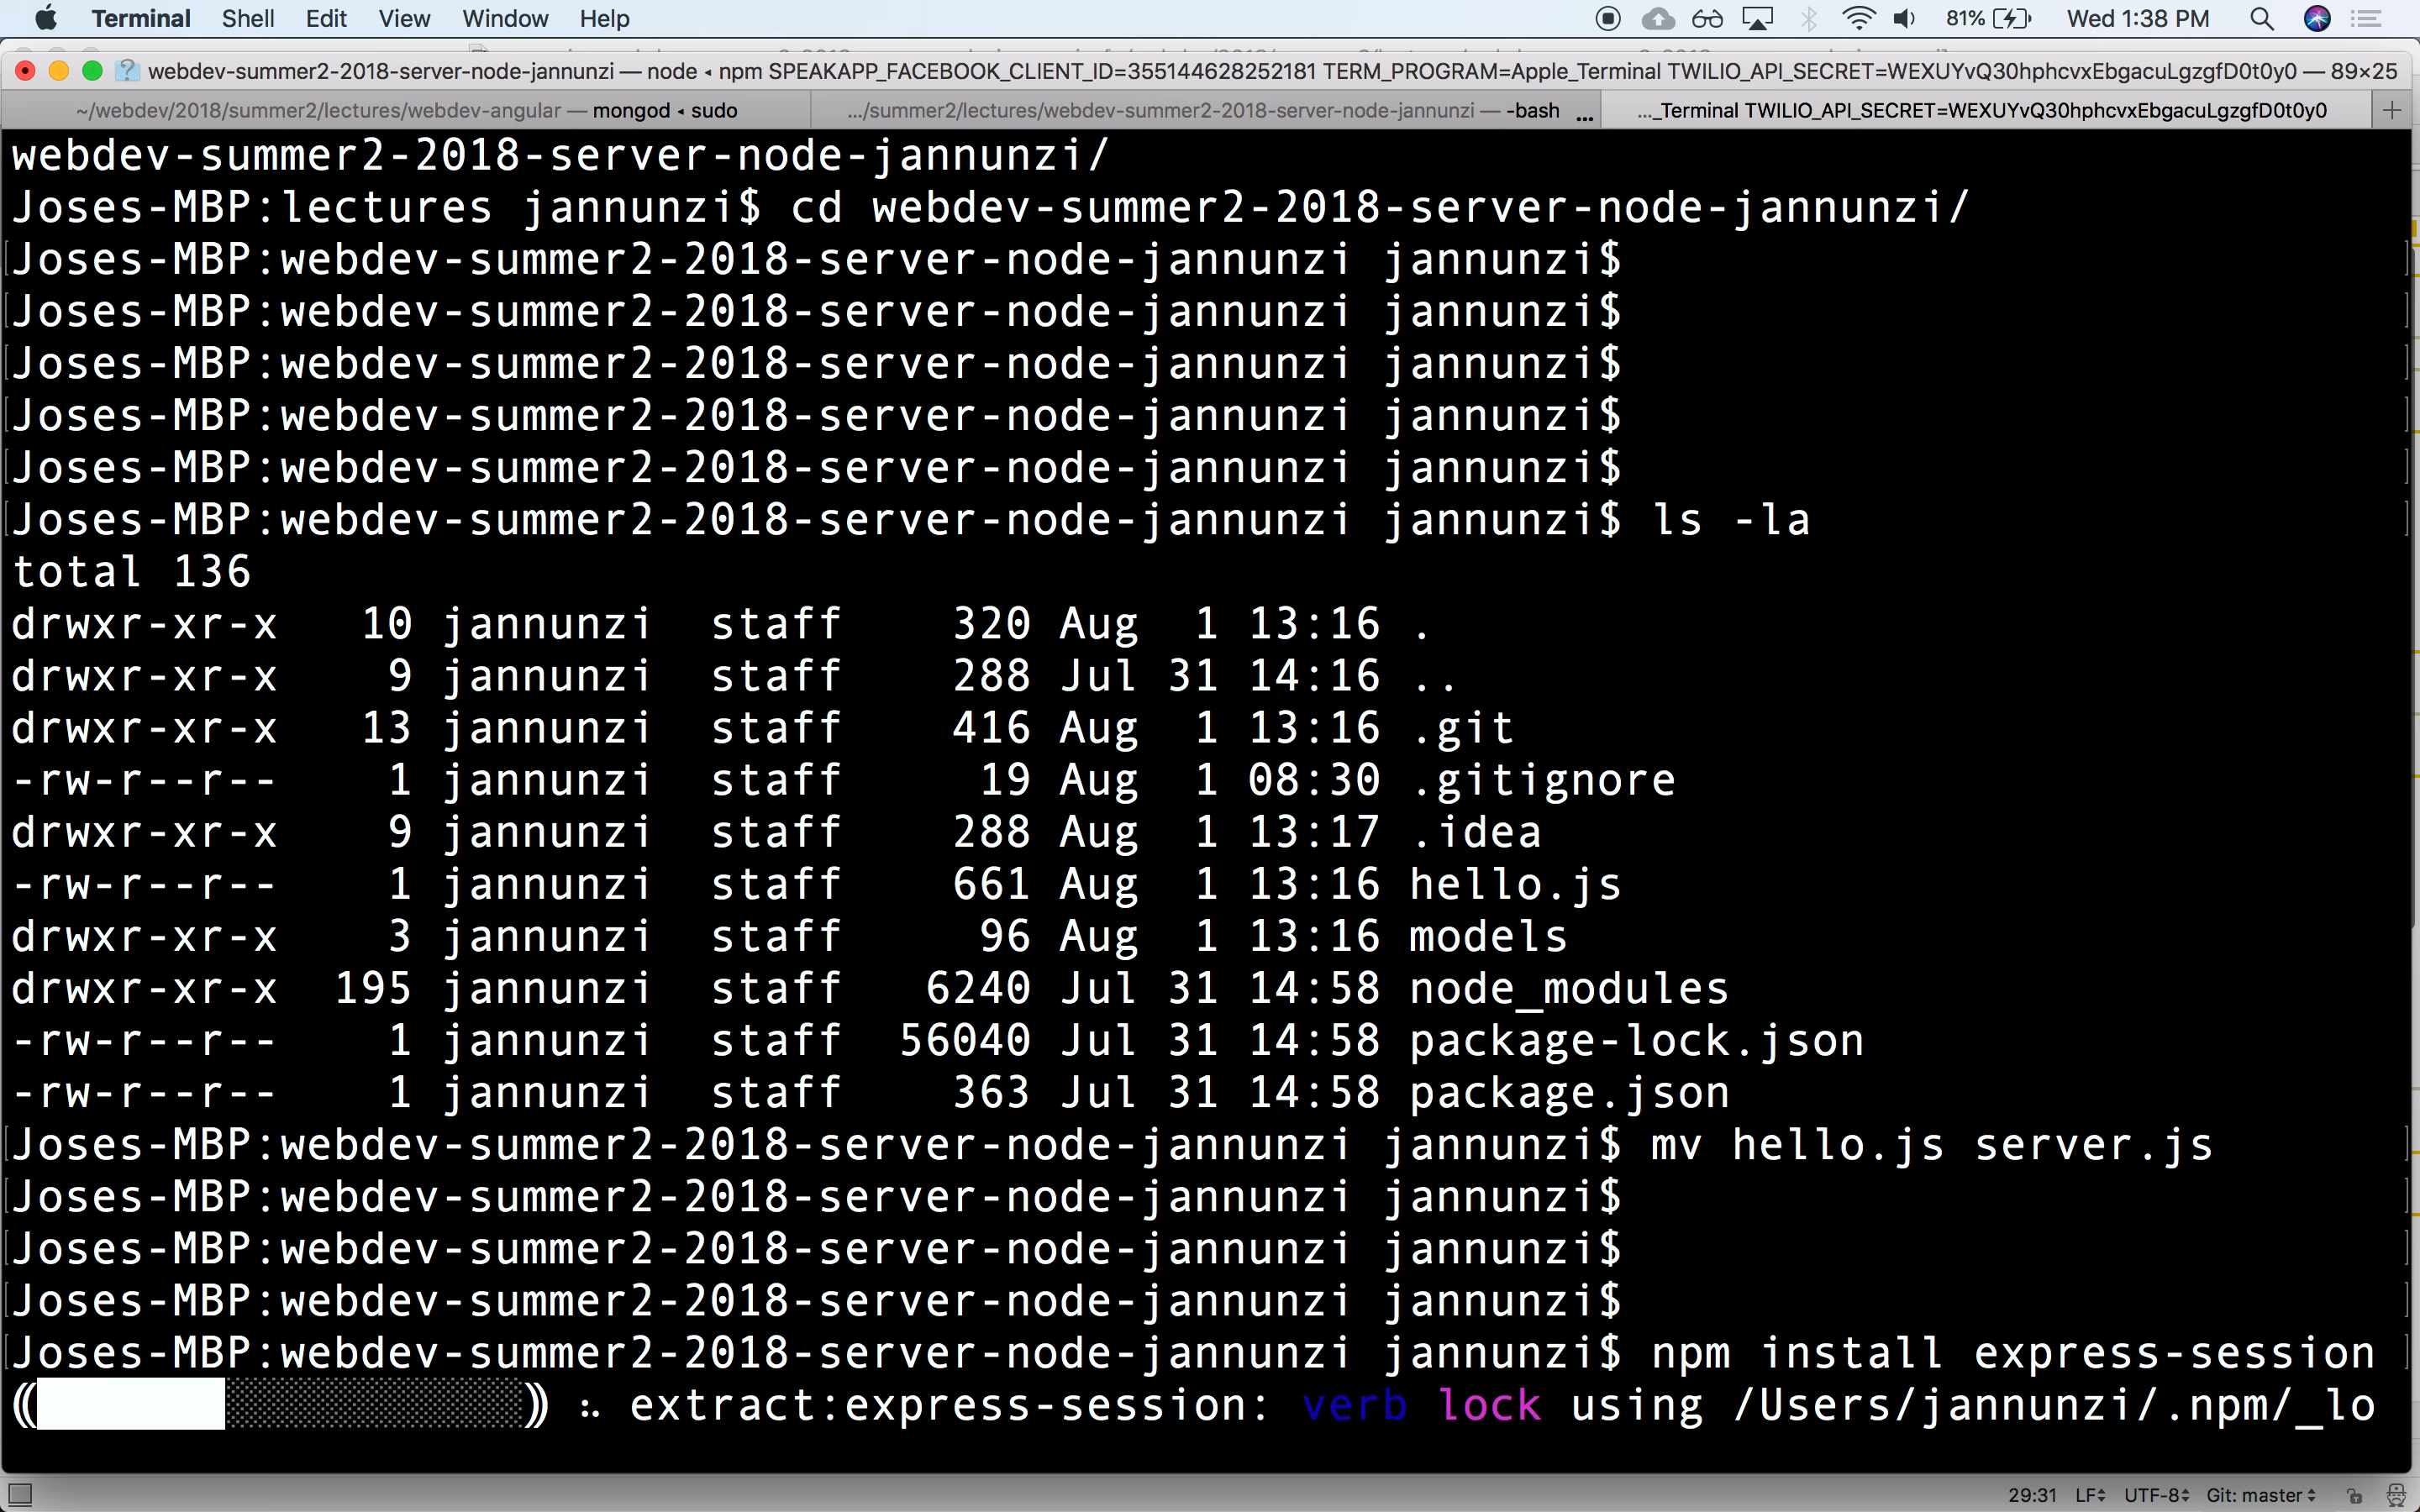 Terminal Shell Edit View Window Help 81% Wed 1:38 PM
webdev-summer2-2018-server-node-jannunzi — node ◂ npm SPEAKAPP_FACEBOOK_CLIENT_ID=355144628252181 TERM_PROGRAM=Apple_Terminal TWILIO_API_SECRET=WEXUYvQ30hphcvxEbgacuLgzgfD0t0y0 — 89×25
~/webdev/2018/summer2/lectures/webdev-angular — mongod ◂ sudo
.../summer2/lectures/webdev-summer2-2018-server-node-jannunzi — -bash ...
..._Terminal TWILIO_API_SECRET=WEXUYvQ30hphcvxEbgacuLgzgfD0t0y0 +
webdev-summer2-2018-server-node-jannunzi/
Joses-MBP:lectures jannunzi$ cd webdev-summer2-2018-server-node-jannunzi/
Joses-MBP:webdev-summer2-2018-server-node-jannunzi jannunzi$
Joses-MBP:webdev-summer2-2018-server-node-jannunzi jannunzi$
Joses-MBP:webdev-summer2-2018-server-node-jannunzi jannunzi$
Joses-MBP:webdev-summer2-2018-server-node-jannunzi jannunzi$
Joses-MBP:webdev-summer2-2018-server-node-jannunzi jannunzi$
Joses-MBP:webdev-summer2-2018-server-node-jannunzi jannunzi$ ls -la
total 136
drwxr-xr-x   10 jannunzi  staff    320 Aug  1 13:16 .
drwxr-xr-x    9 jannunzi  staff    288 Jul 31 14:16 ..
drwxr-xr-x   13 jannunzi  staff    416 Aug  1 13:16 .git
-rw-r--r--    1 jannunzi  staff     19 Aug  1 08:30 .gitignore
drwxr-xr-x    9 jannunzi  staff    288 Aug  1 13:17 .idea
-rw-r--r--    1 jannunzi  staff    661 Aug  1 13:16 hello.js
drwxr-xr-x    3 jannunzi  staff     96 Aug  1 13:16 models
drwxr-xr-x  195 jannunzi  staff   6240 Jul 31 14:58 node_modules
-rw-r--r--    1 jannunzi  staff  56040 Jul 31 14:58 package-lock.json
-rw-r--r--    1 jannunzi  staff    363 Jul 31 14:58 package.json
Joses-MBP:webdev-summer2-2018-server-node-jannunzi jannunzi$ mv hello.js server.js
Joses-MBP:webdev-summer2-2018-server-node-jannunzi jannunzi$
Joses-MBP:webdev-summer2-2018-server-node-jannunzi jannunzi$
Joses-MBP:webdev-summer2-2018-server-node-jannunzi jannunzi$
Joses-MBP:webdev-summer2-2018-server-node-jannunzi jannunzi$ npm install express-session
extract:express-session: verb lock using /Users/jannunzi/.npm/_lo
29:31 LF UTF-8 Git: master